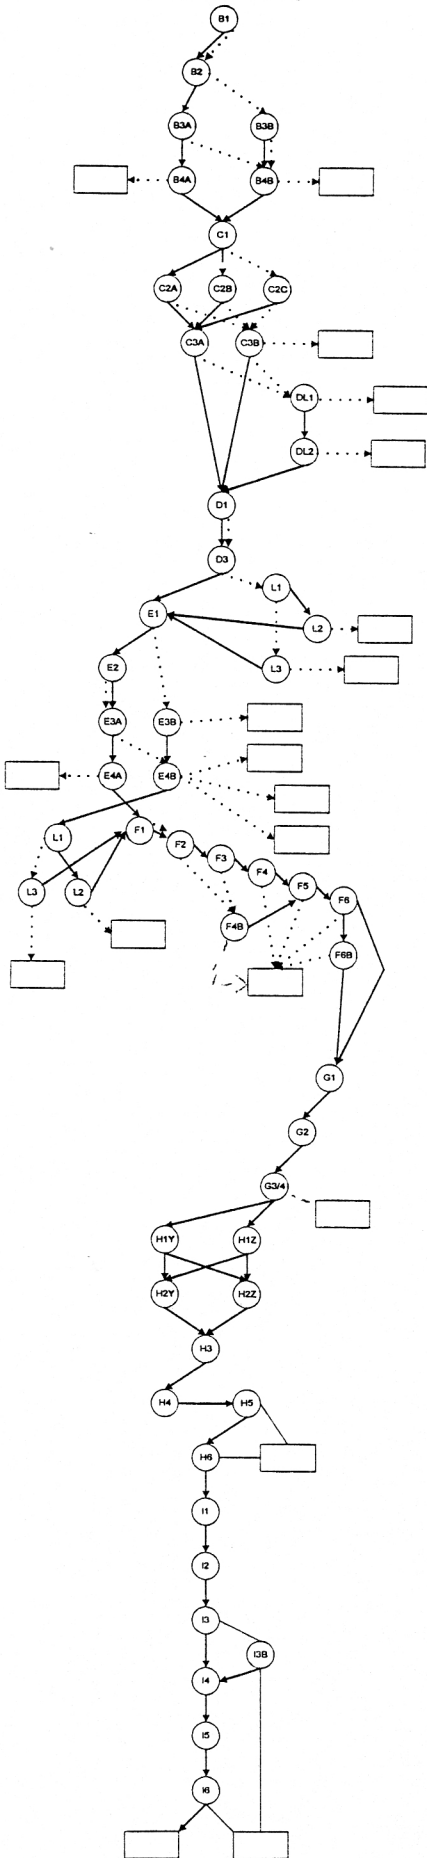 B1
B2
B3A B3B
B4A B4B
C1
C2A C2B C2C
C3A C3B
DL1
DL2
D1
D3
L1
E1
L2
E2 L3
E3A E3B
E4A E4B
L1 F1
F2
F3
F4
F5
L3 L2 F6
F4B
F6B
G1
G2
G3/4
H1Y H1Z
H2Y H2Z
H3
H4 H5
H6
I1
I2
I3
I3B
I4
I5
I6